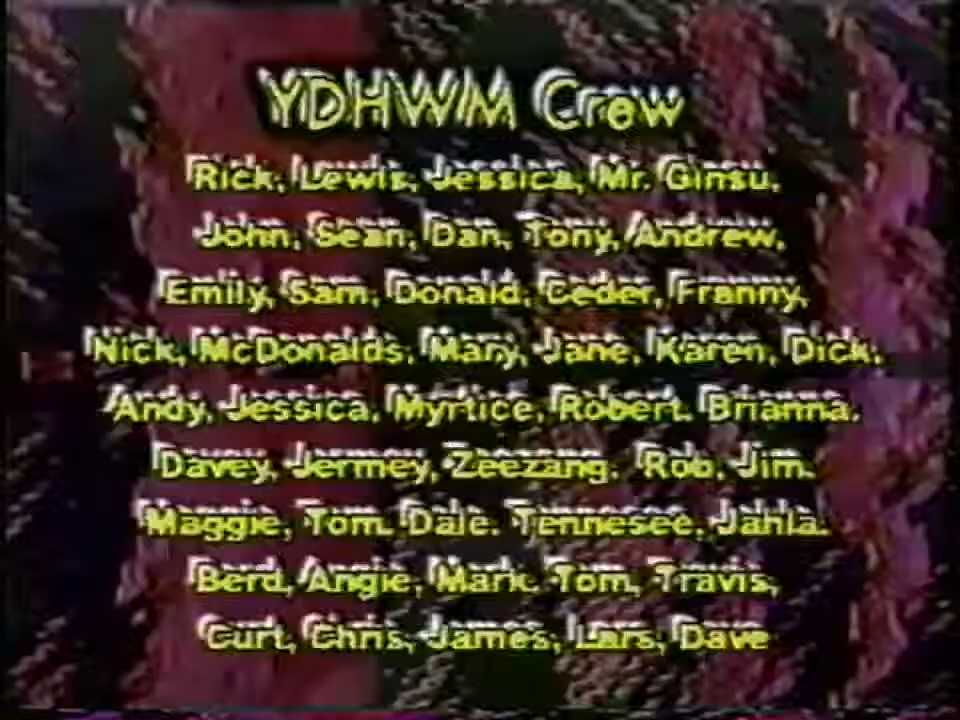 YDHWM Crew
Rick, Lewis, Jessica, Mr. Ginsu,
John, Sean, Dan, Tony, Andrew,
Emily, Sam, Donald, Ceder, Franny,
Nick, McDonalds, Mary, Jane, Karen, Dick,
Andy, Jessica, Myrtice, Robert, Brianna,
Davey, Jermey, Zeezang, Rob, Jim,
Maggie, Tom, Dale, Tennesee, Jahla,
Berd, Angie, Mark, Tom, Travis,
Curt, Chris, James, Lars, Dave